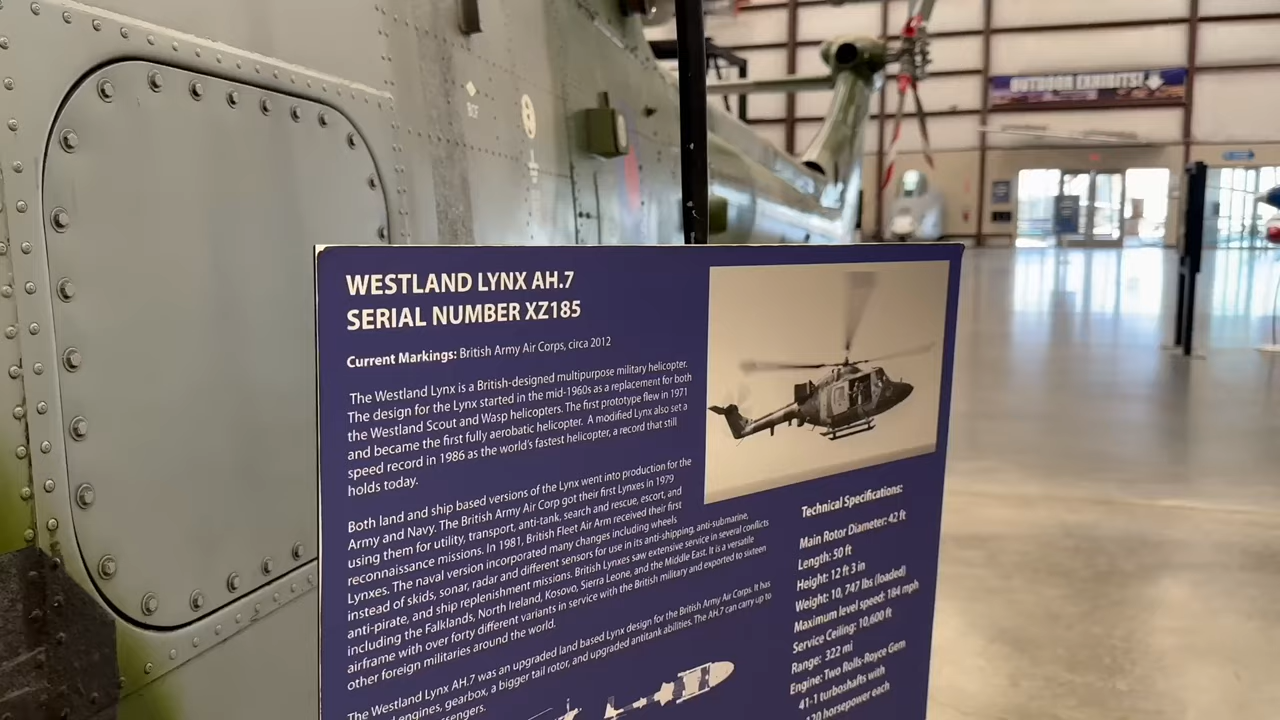 OUTDOOR EXHIBITS!
WESTLAND LYNX AH.7
SERIAL NUMBER XZ185
Current Markings: British Army Air Corps, circa 2012
The Westland Lynx is a British-designed multipurpose military helicopter.
The design for the Lynx started in the mid-1960s as a replacement for both
the Westland Scout and Wasp helicopters. The first prototype flew in 1971
and became the first fully aerobatic helicopter. A modified Lynx also set a
speed record in 1986 as the world's fastest helicopter, a record that still
holds today.
Both land and ship based versions of the Lynx went into production for the
Army and Navy. The British Army Air Corp got their first Lynxes in 1979
using them for utility, transport, anti-tank, search and rescue, escort, and
reconnaissance missions. In 1981, British Fleet Air Arm received their first
Lynxes. The naval version incorporated many changes including wheels
instead of skids, sonar, radar and different sensors for use in its anti-shipping, anti-submarine,
anti-pirate, and ship replenishment missions. British Lynxes saw extensive service in several conflicts
including the Falklands, North Ireland, Kosovo, Sierra Leone, and the Middle East. It is a versatile
airframe with over forty different variants in service with the British military and exported to sixteen
other foreign militaries around the world.
The Westland Lynx AH.7 was an upgraded land based Lynx design for the British Army Air Corps. It has
engines, gearbox, a bigger tail rotor, and upgraded antitank abilities. The AH.7 can carry up to
Technical Specifications:
Main Rotor Diameter: 42 ft
Length: 50 ft
Height: 12 ft 3 in
Weight: 10, 747 lbs (loaded)
Maximum level speed: 184 mph
Service Ceiling: 10,600 ft
Range: 322 mi
Engine: Two Rolls-Royce Gem
41-1 turboshafts with
horsepower each